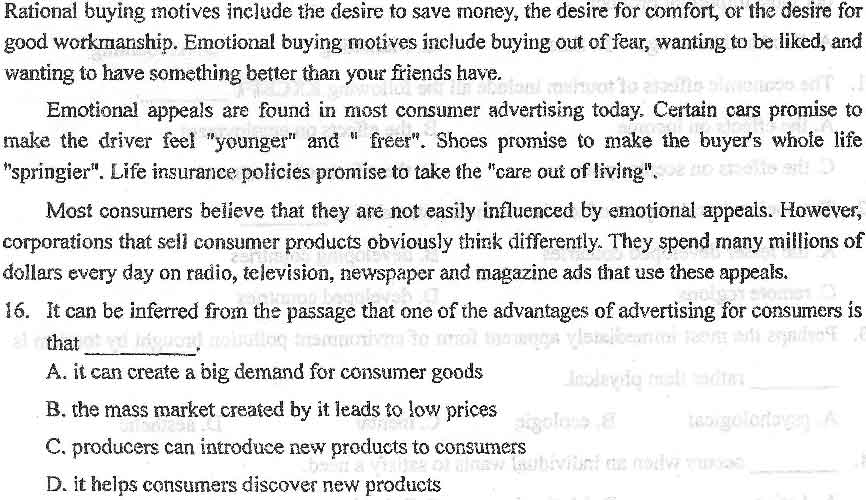 Rational buying motives include the desire to save money, the desire for comfort, or the desire for
good workmanship. Emotional buying motives include buying out of fear, wanting to be liked, and
wanting to have something better than your friends have.
Emotional appeals are found in most consumer advertising today. Certain cars promise to
make the driver feel "younger" and " freer". Shoes promise to make the buyer's whole life
"springier". Life insurance policies promise to take the "care out of living".
Most consumers believe that they are not easily influenced by emotional appeals. However,
corporations that sell consumer products obviously think differently. They spend many millions of
dollars every day on radio, television, newspaper and magazine ads that use these appeals.
16. It can be inferred from the passage that one of the advantages of advertising for consumers is
that __________.
A. it can create a big demand for consumer goods
B. the mass market created by it leads to low prices
C. producers can introduce new products to consumers
D. it helps consumers discover new products